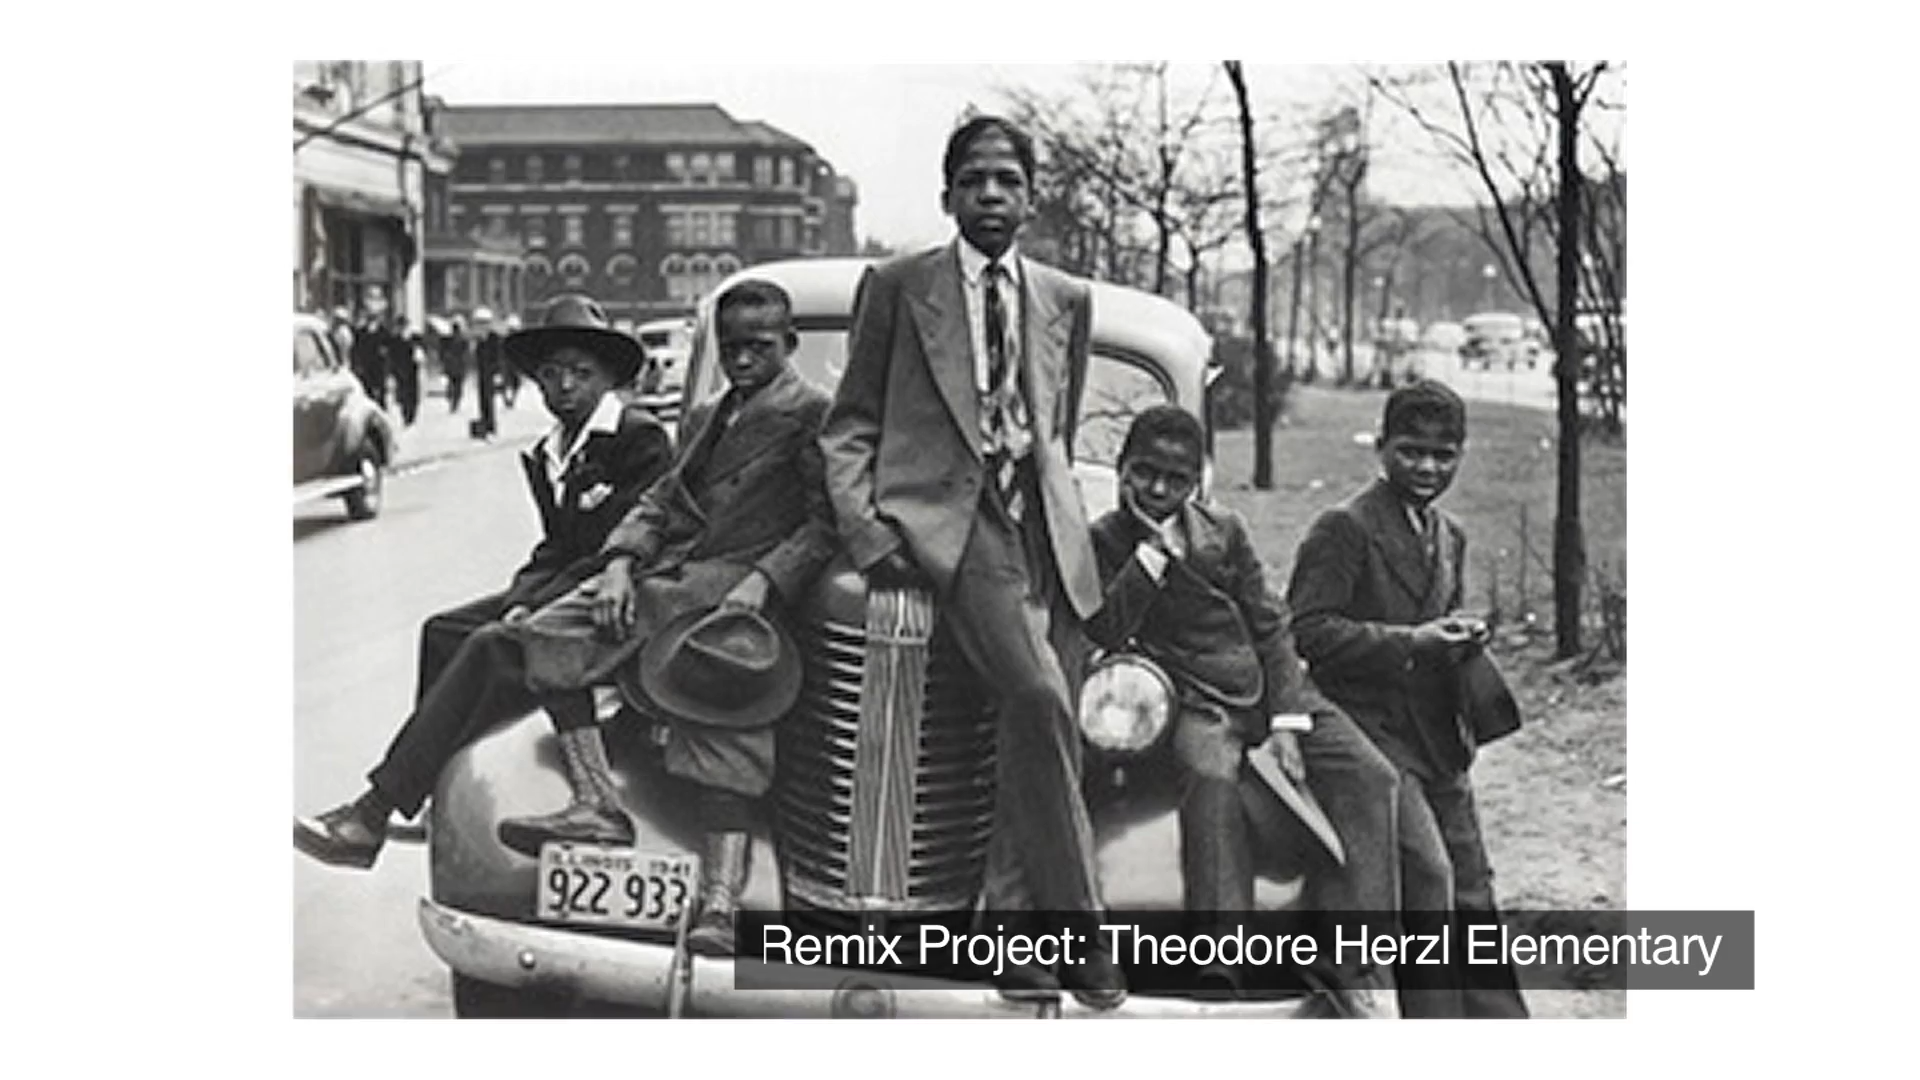 ILLINOIS 1941
922 933
Remix Project: Theodore Herzl Elementary